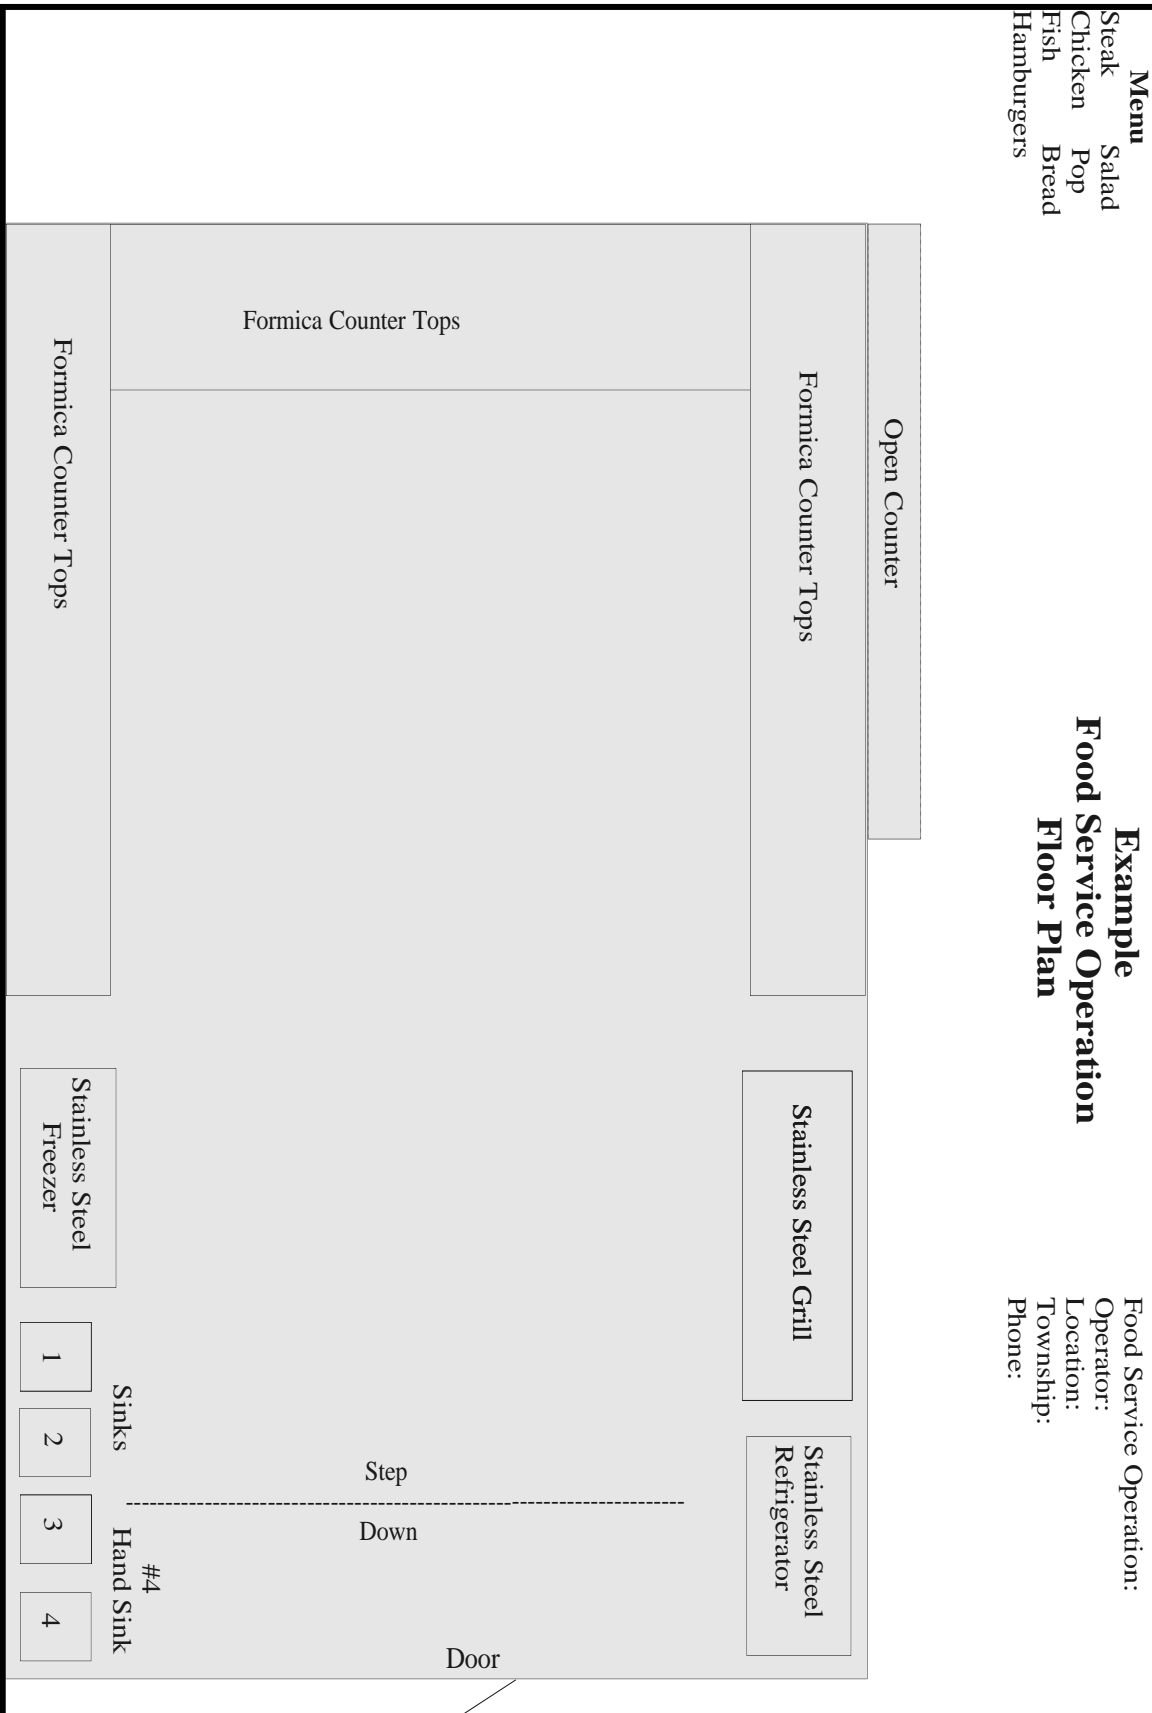 Menu
Steak Salad
Chicken Pop
Fish Bread
Hamburgers
Example
Food Service Operation
Floor Plan
Food Service Operation:
Operator:
Location:
Township:
Phone:
Open Counter
Formica Counter Tops
Formica Counter Tops
Formica Counter Tops
Stainless Steel Grill
Stainless Steel
Refrigerator
Stainless Steel
Freezer
Sinks
1
2
3
4
#4
Hand Sink
Step
Down
Door